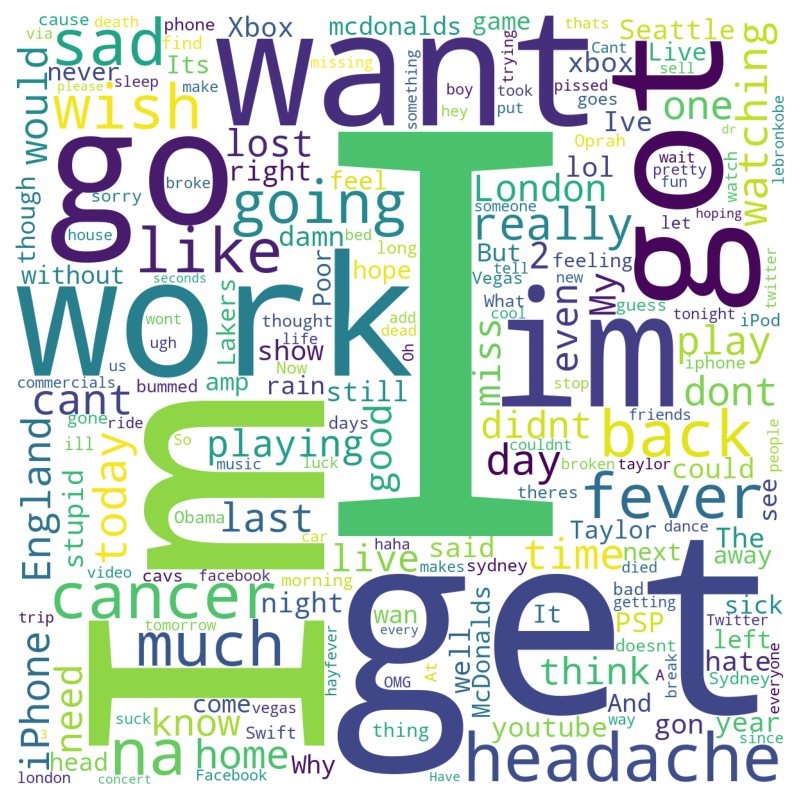 cause
death
phone
Xbox
mcdonalds
game
thats
Seattle
via
sad
find
want
missing
Cant
trying
never
sleep
Its
make
something
boy
took
pissed
xbox
Live
sell
please
wish
hey
put
goes
got
one
dr
watching
would
lost
Oprah
Ive
lebronkobe
go
right
lol
wait
pretty
fun
watch
though
sorry
broke
feel
I
London
someone
let
hoping
house
going
really
like
damn
bed
long
But
2
feeling
My
twitter
without
seconds
Poor
hope
tell
Vegas
new
work
Lakers
add
What
im
even
guess
tonight
iPod
wont
thought
dead
cool
ugh
life
Oh
miss
play
us
show
Now
iphone
commercials
bummed
amp
rain
still
stop
dont
cant
gone
ride
days
good
didnt
friends
back
people
England
ill
today
m
So
playing
couldnt
day
stupid
music
luck
broken
taylor
could
see
Obama
last
theres
fever
car
haha
live
said
Taylor
dance
The
video
cavs
facebook
makes
sydney
time
next
away
morning
died
cancer
night
get
wan
It
bad
sick
trip
tomorrow
every
getting
PSP
Twitter
left
I
much
hayfever
OMG
At
well
McDonalds
doesnt
think
A
hate
Sydney
everyone
iPhone
need
come
vegas
And
break
suck
know
Swift
thing
youtube
gon
way
year
since
3
head
na
home
Why
headache
london
concert
Facebook
Have